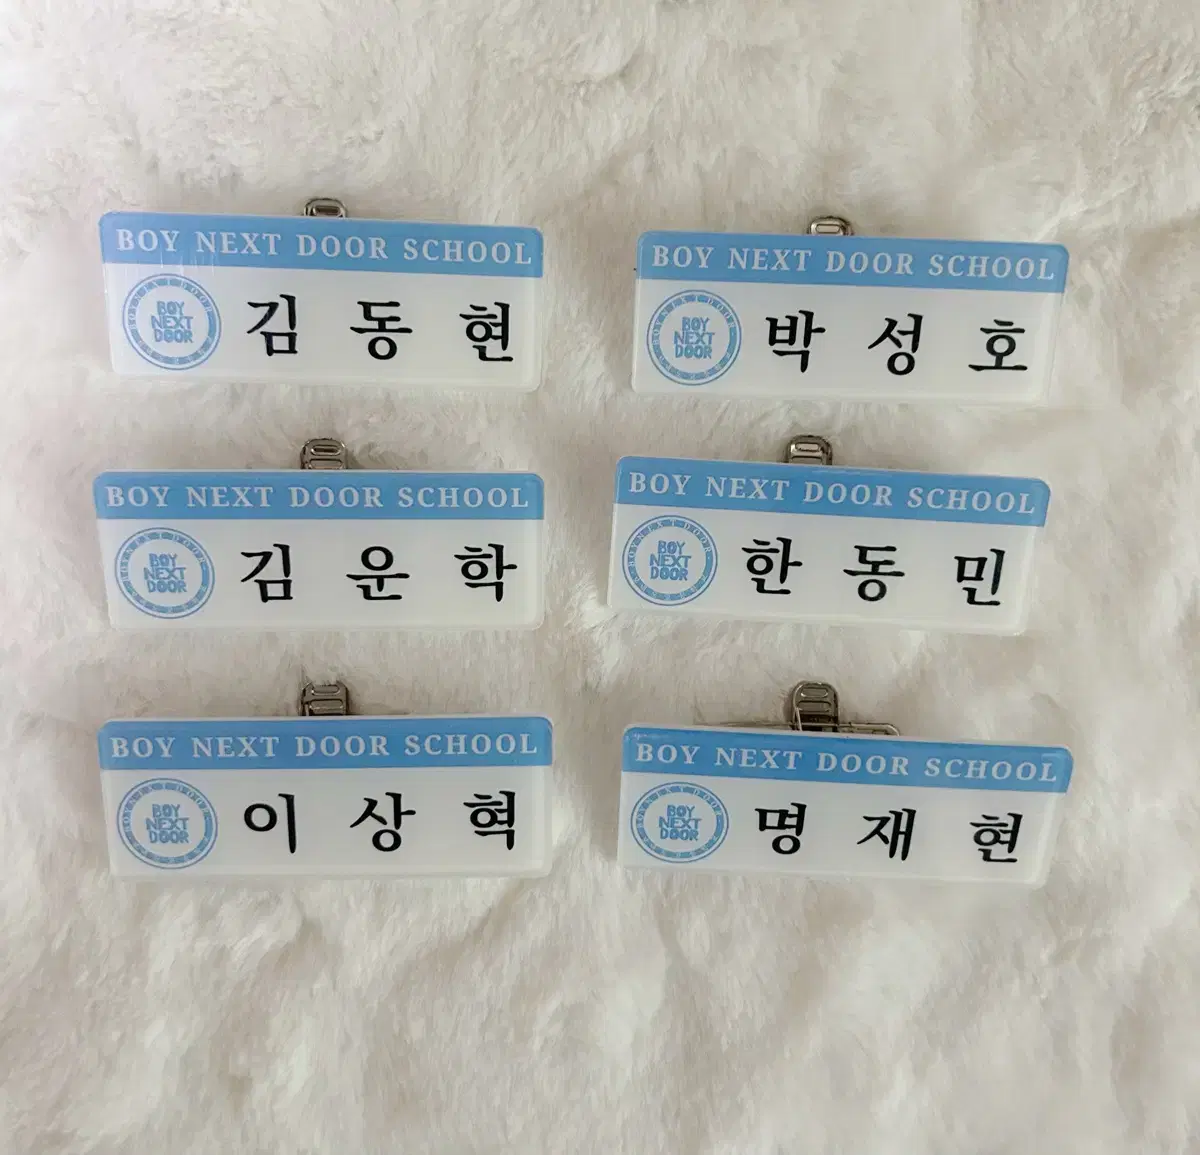 BOY NEXT DOOR SCHOOL
BOY NEXT DOOR
김 동 현
BOY NEXT DOOR SCHOOL
BOY NEXT DOOR
박 성 호
BOY NEXT DOOR SCHOOL
BOY NEXT DOOR
김 운 학
BOY NEXT DOOR SCHOOL
BOY NEXT DOOR
한 동 민
BOY NEXT DOOR SCHOOL
BOY NEXT DOOR
이 상 혁
BOY NEXT DOOR SCHOOL
BOY NEXT DOOR
명 재 현